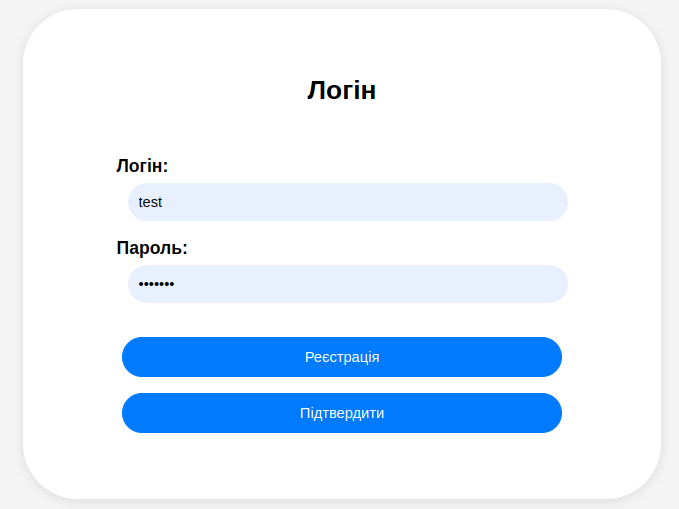 Логін
Логін:
test
Пароль:
•••••••
Реєстрація
Підтвердити